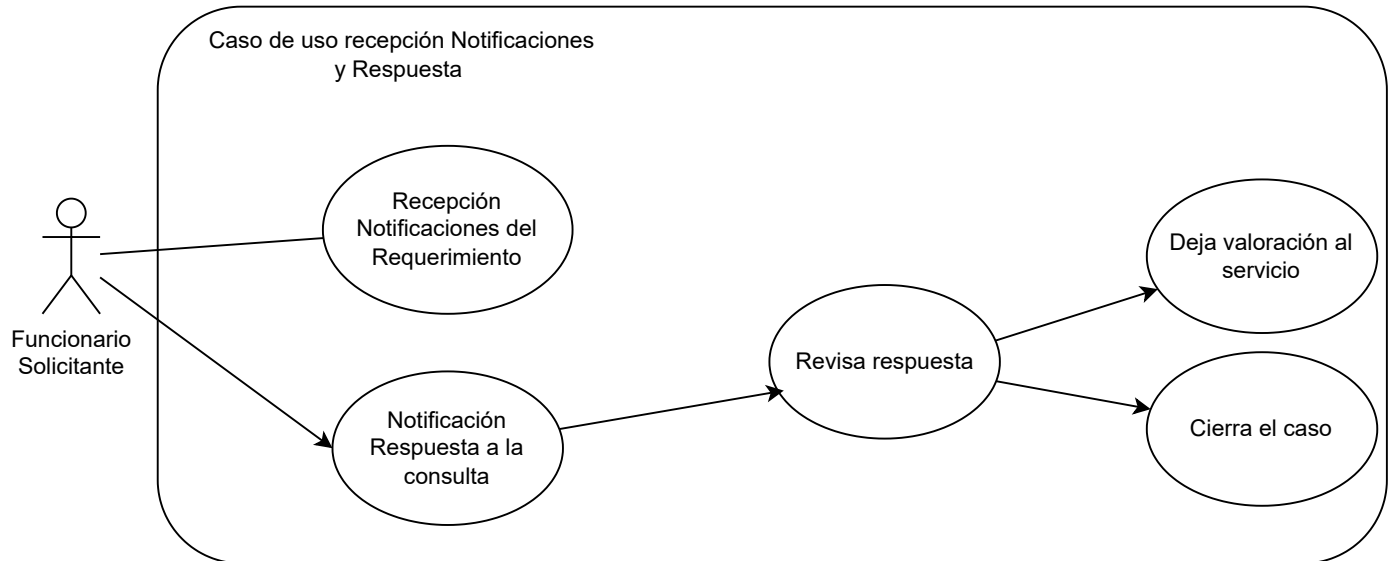 Caso de uso recepción Notificaciones
y Respuesta
Recepción
Notificaciones del
Requerimiento
Funcionario
Solicitante
Notificación
Respuesta a la
consulta
Revisa respuesta
Deja valoración al
servicio
Cierra el caso